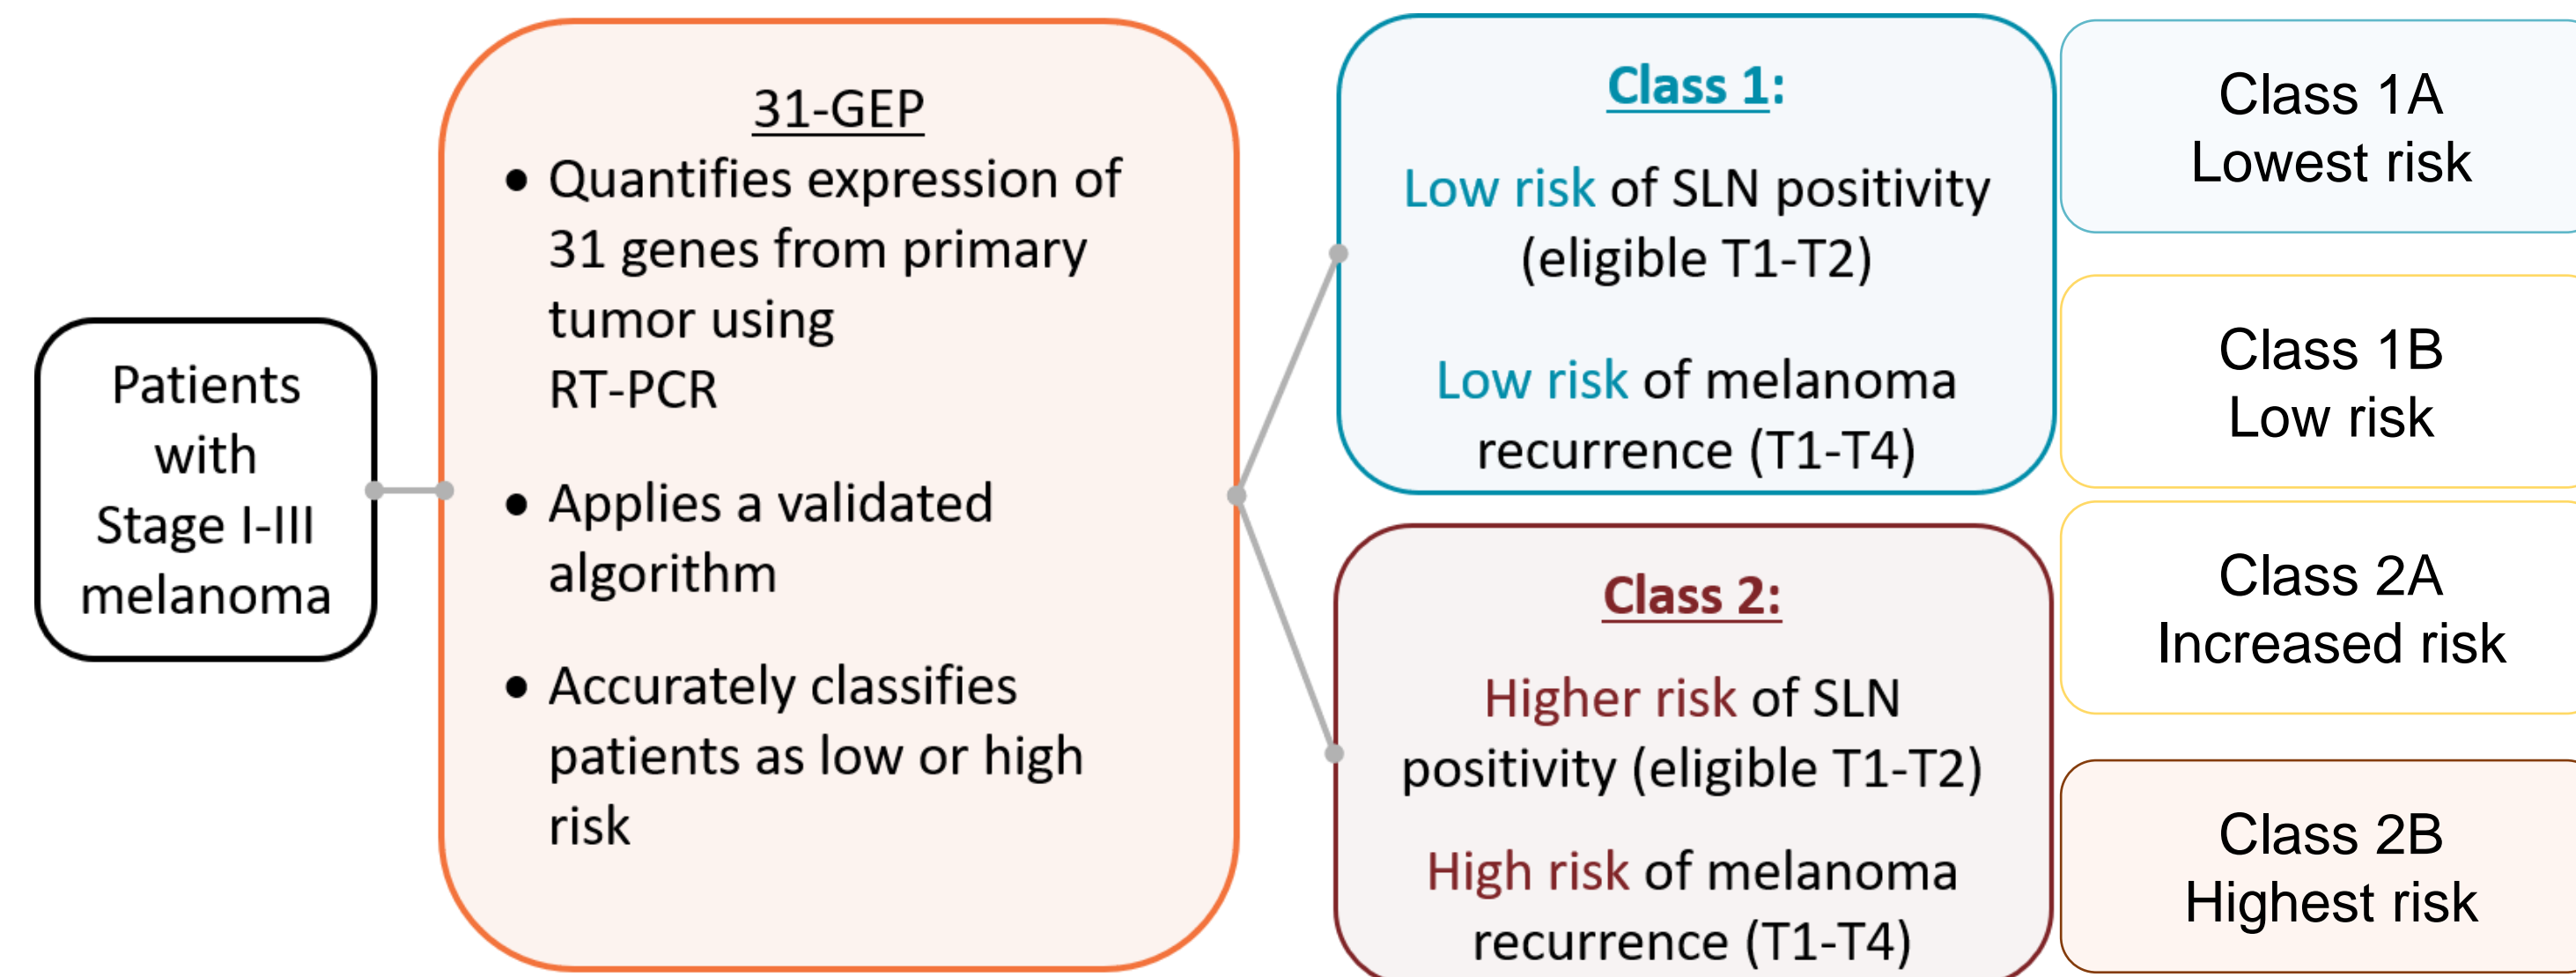 Patients
with
Stage I-III
melanoma
31-GEP
• Quantifies expression of
31 genes from primary
tumor using
RT-PCR
• Applies a validated
algorithm
• Accurately classifies
patients as low or high
risk
Class 1:
Low risk of SLN positivity
(eligible T1-T2)
Low risk of melanoma
recurrence (T1-T4)
Class 2:
Higher risk of SLN
positivity (eligible T1-T2)
High risk of melanoma
recurrence (T1-T4)
Class 1A
Lowest risk
Class 1B
Low risk
Class 2A
Increased risk
Class 2B
Highest risk